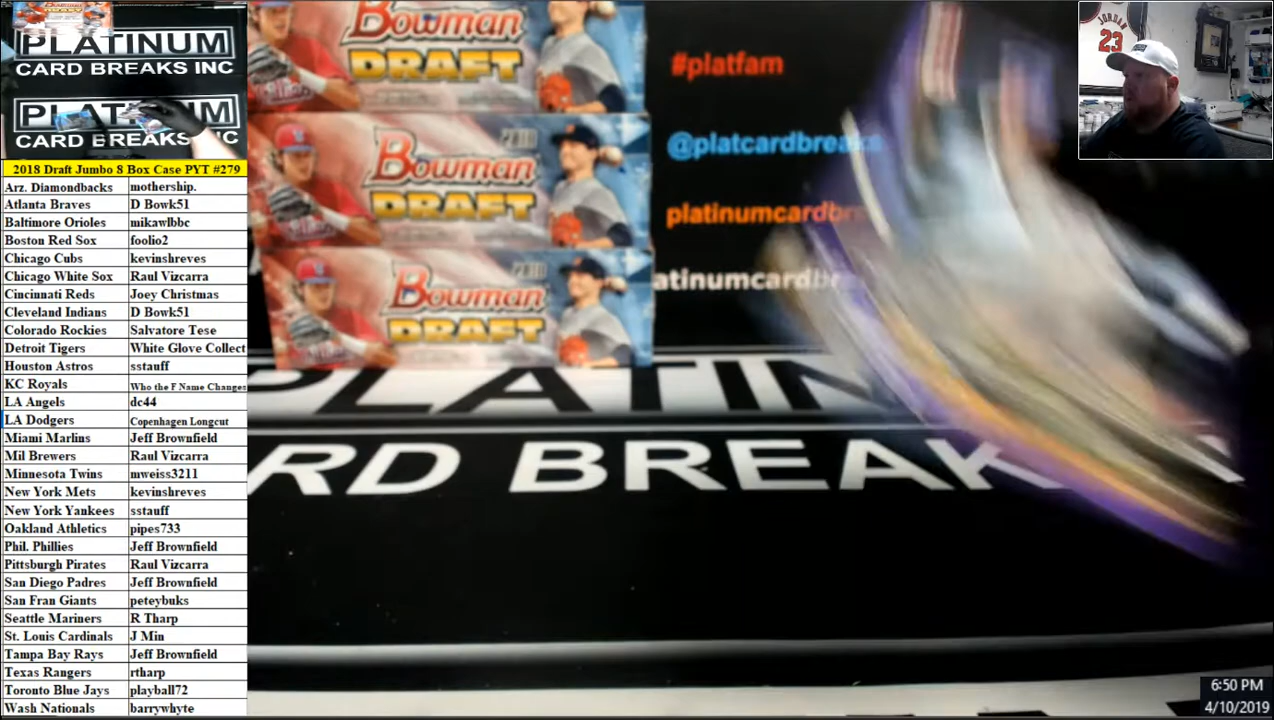 PLATINUM
CARD BREAKS INC
CARD BREAKS INC
2018 Draft Jumbo 8 Box Case PYT #279
Arz. Diamondbacks mothership.
Atlanta Braves D Bowk51
Baltimore Orioles mikawlbbc
Boston Red Sox foolio2
Chicago Cubs kevinshreves
Chicago White Sox Raul Vizcarra
Cincinnati Reds Joey Christmas
Cleveland Indians D Bowk51
Colorado Rockies Salvatore Tese
Detroit Tigers White Glove Collect
Houston Astros sstauff
KC Royals Who the F Name Changes
LA Angels dc44
LA Dodgers Copenhagen Longcut
Miami Marlins Jeff Brownfield
Mil Brewers Raul Vizcarra
Minnesota Twins mweiss3211
New York Mets kevinshreves
New York Yankees sstauff
Oakland Athletics pipes733
Phil. Phillies Jeff Brownfield
Pittsburgh Pirates Raul Vizcarra
San Diego Padres Jeff Brownfield
San Fran Giants peteybuks
Seattle Mariners R Tharp
St. Louis Cardinals J Min
Tampa Bay Rays Jeff Brownfield
Texas Rangers rtharp
Toronto Blue Jays playball72
Wash Nationals barrywhyte
Bowman
DRAFT
2018
Bowman
DRAFT
2018
Bowman
DRAFT
#platfam
@platcardbreaks
platinumcardbr
atinumcardbre
PLATIN
RD BREAK
JORDAN
23
6:50 PM
4/10/2019